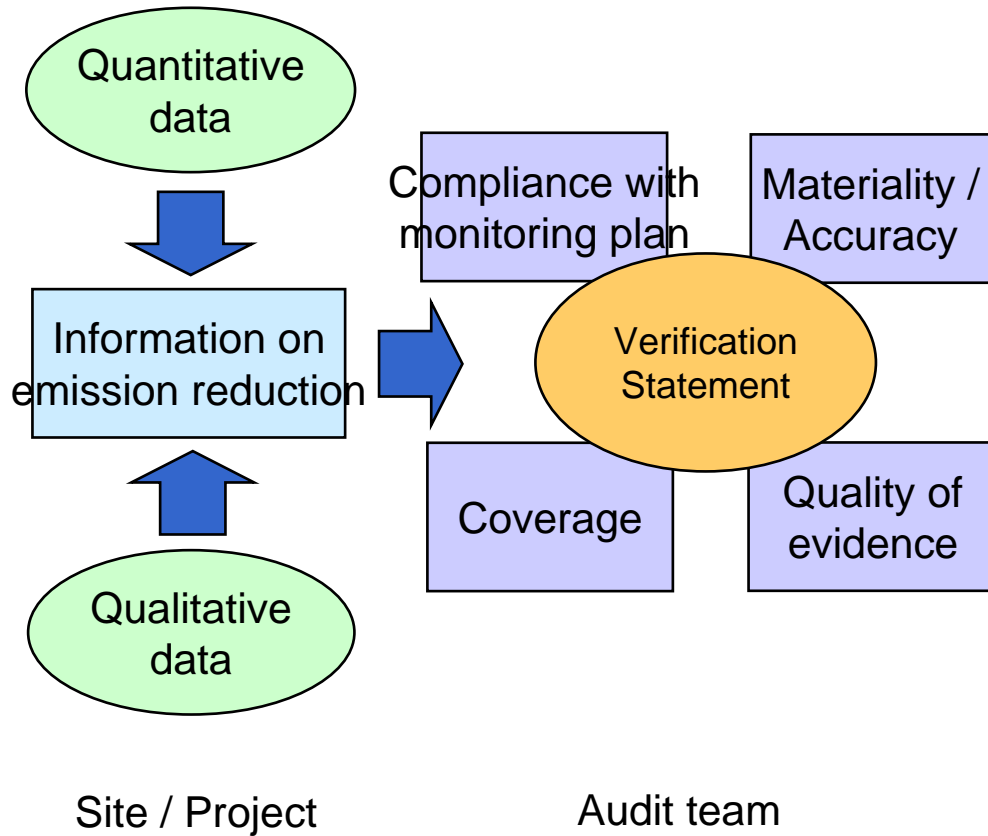 Quantitative
data
Information on
emission reduction
Qualitative
data
Site / Project
Compliance with
monitoring plan
Materiality /
Accuracy
Verification
Statement
Coverage
Quality of
evidence
Audit team